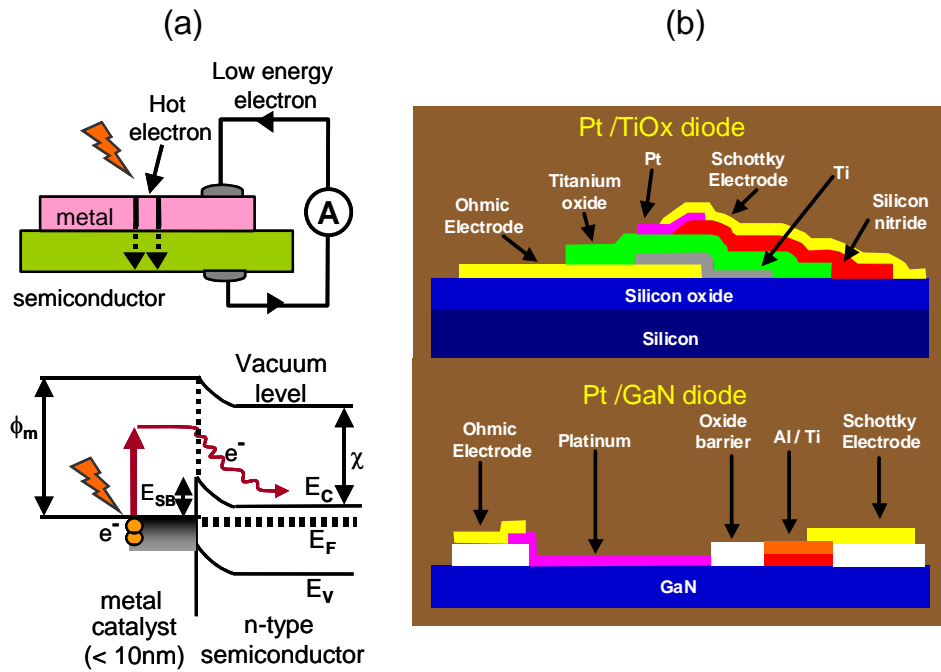 (a)
Low energy
electron
Hot
electron
A
metal
semiconductor
Vacuum
level
ϕm
e-
χ
ESB
EC
e-
EF
EV
metal
catalyst
(< 10nm)
n-type
semiconductor
(b)
Pt /TiOx diode
Pt
Schottky
Electrode
Ti
Titanium
oxide
Silicon
nitride
Ohmic
Electrode
Silicon oxide
Silicon
Pt /GaN diode
Ohmic
Electrode
Platinum
Oxide
barrier
Al / Ti
Schottky
Electrode
GaN